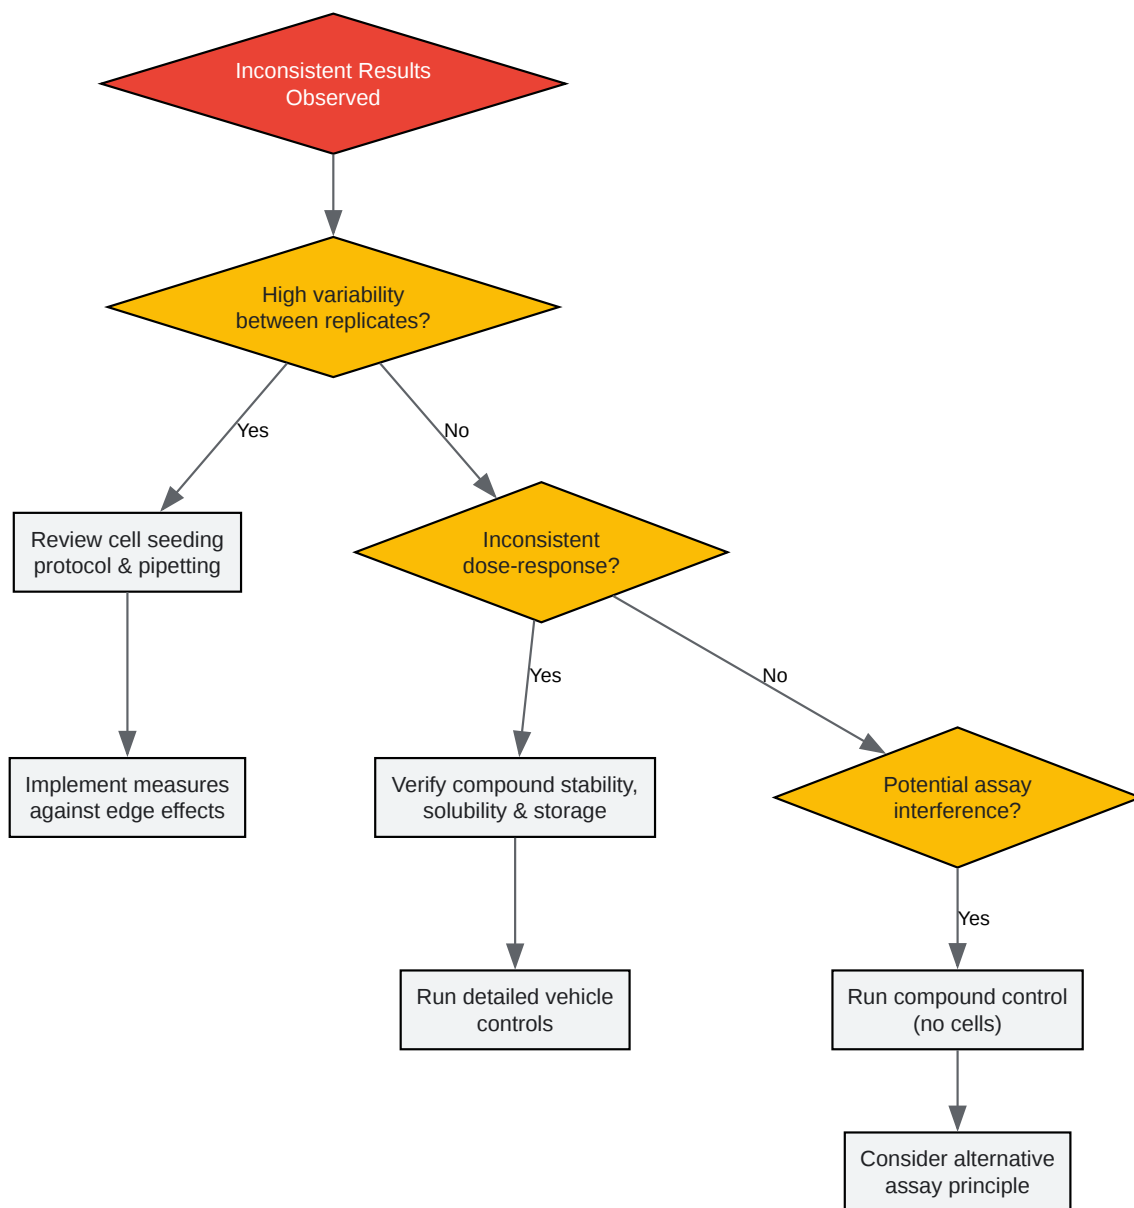 Inconsistent Results
Observed
High variability
between replicates?
Yes
No
Review cell seeding
protocol & pipetting
Inconsistent
dose-response?
Yes
No
Implement measures
against edge effects
Verify compound stability,
solubility & storage
Potential assay
interference?
Yes
Run detailed vehicle
controls
Run compound control
(no cells)
Consider alternative
assay principle